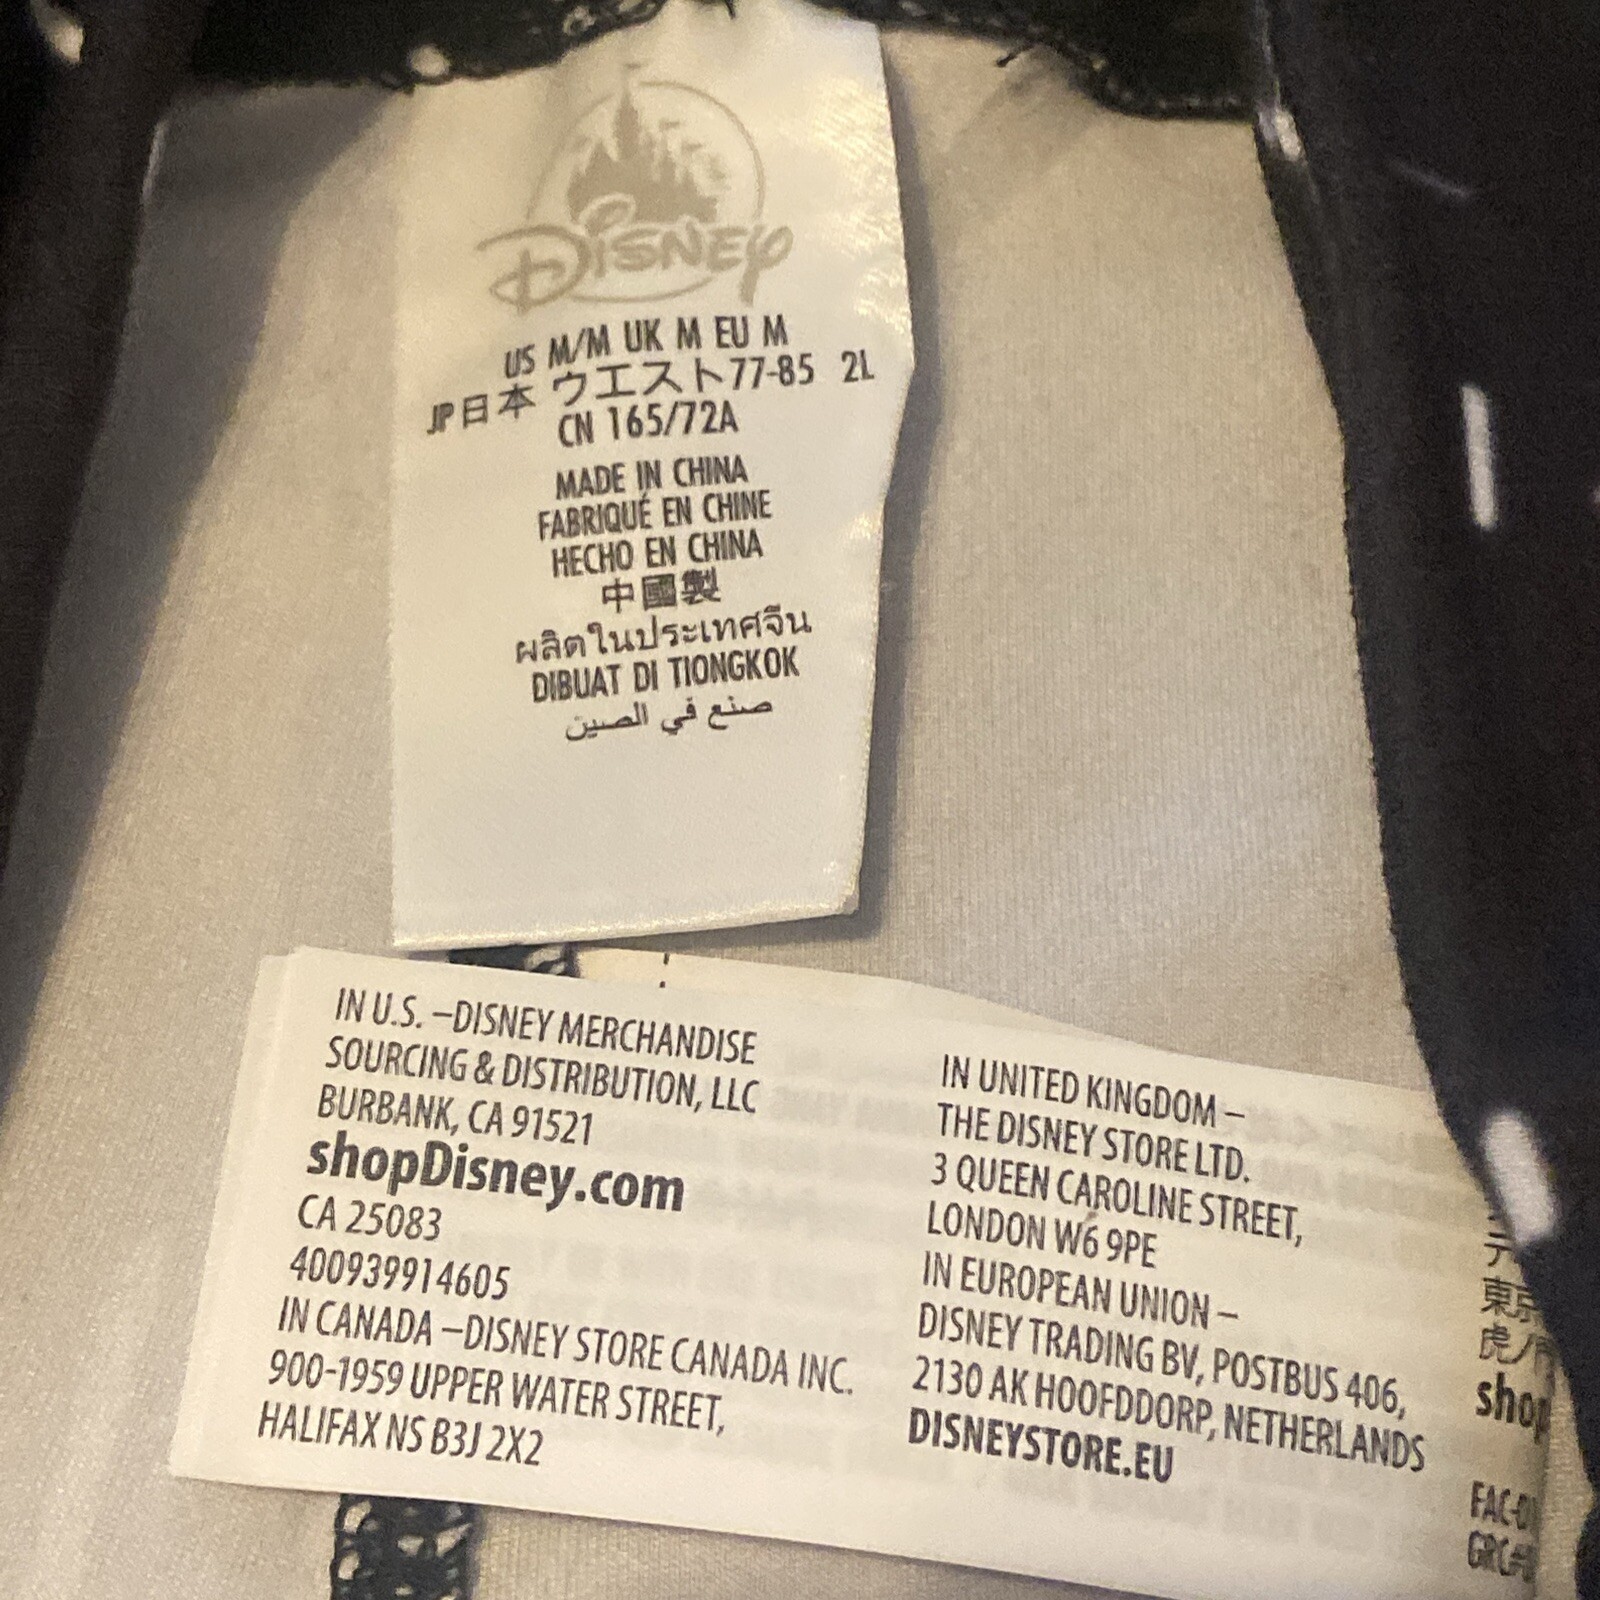 Disney
US M/M UK M EU M
JP日本 ウエスト77-85 2L
CN 165/72A
MADE IN CHINA
FABRIQUÉ EN CHINE
HECHO EN CHINA
中國製
ผลิตในประเทศจีน
DIBUAT DI TIONGKOK
صنع في الصين
IN U.S. –DISNEY MERCHANDISE
SOURCING & DISTRIBUTION, LLC
BURBANK, CA 91521
shopDisney.com
CA 25083
400939914605
IN CANADA –DISNEY STORE CANADA INC.
900-1959 UPPER WATER STREET,
HALIFAX NS B3J 2X2
IN UNITED KINGDOM –
THE DISNEY STORE LTD.
3 QUEEN CAROLINE STREET,
LONDON W6 9PE
IN EUROPEAN UNION –
DISNEY TRADING BV, POSTBUS 406,
2130 AK HOOFDDORP, NETHERLANDS
DISNEYSTORE.EU
東京
虎ノ門
shop